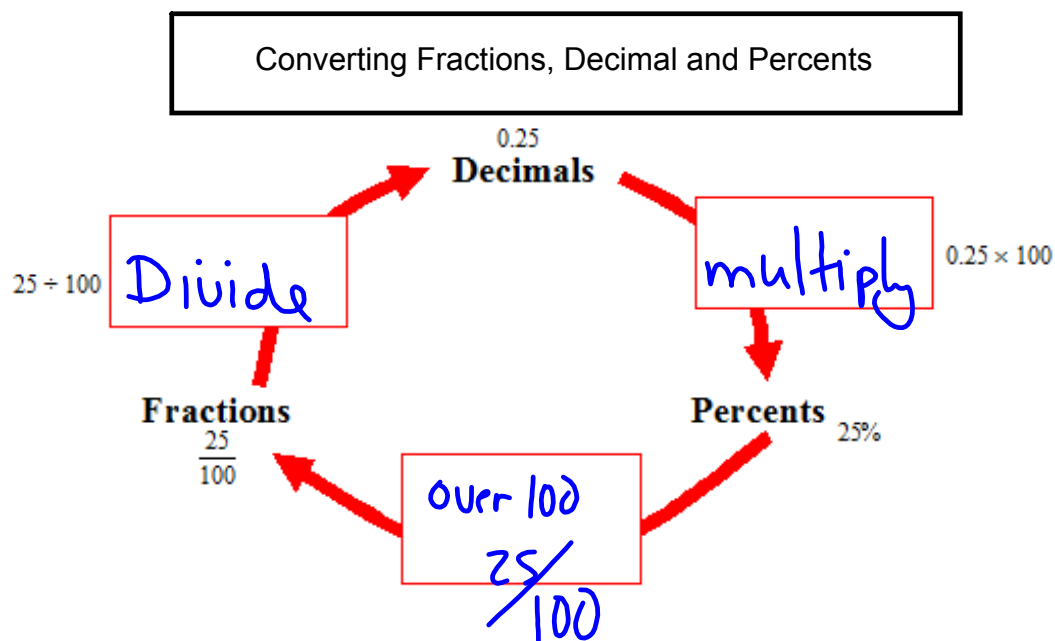 Converting Fractions, Decimal and Percents
0.25
Decimals
25 ÷ 100
Divide
multiply
0.25 × 100
Fractions
25
100
Percents
25%
over 100
25/
100